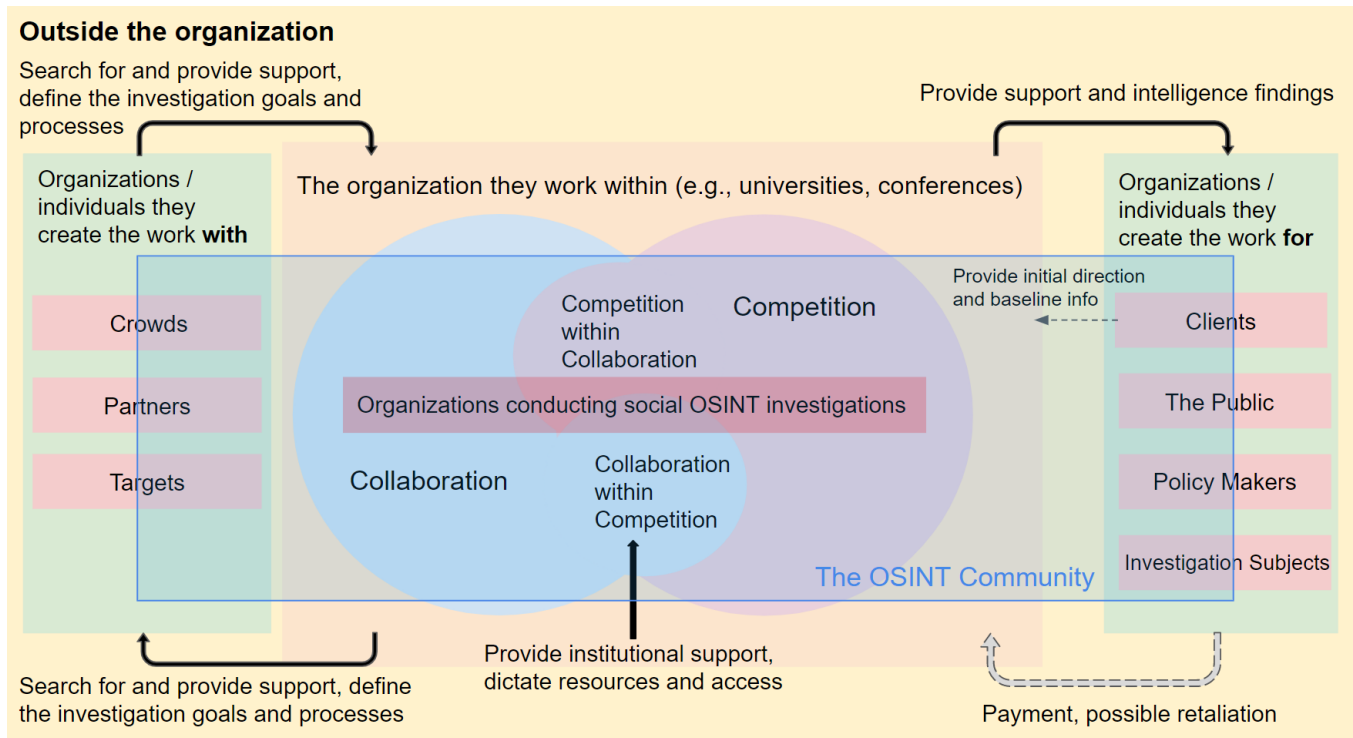 Outside the organization
Search for and provide support,
define the investigation goals and
processes
Provide support and intelligence findings
Organizations /
individuals they
create the work with
The organization they work within (e.g., universities, conferences)
Organizations /
individuals they
create the work for
Provide initial direction
and baseline info
Crowds
Partners
Targets
Competition
within
Collaboration
Competition
Organizations conducting social OSINT investigations
Collaboration
Collaboration
within
Competition
Clients
The Public
Policy Makers
Investigation Subjects
The OSINT Community
Search for and provide support, define
the investigation goals and processes
Provide institutional support,
dictate resources and access
Payment, possible retaliation